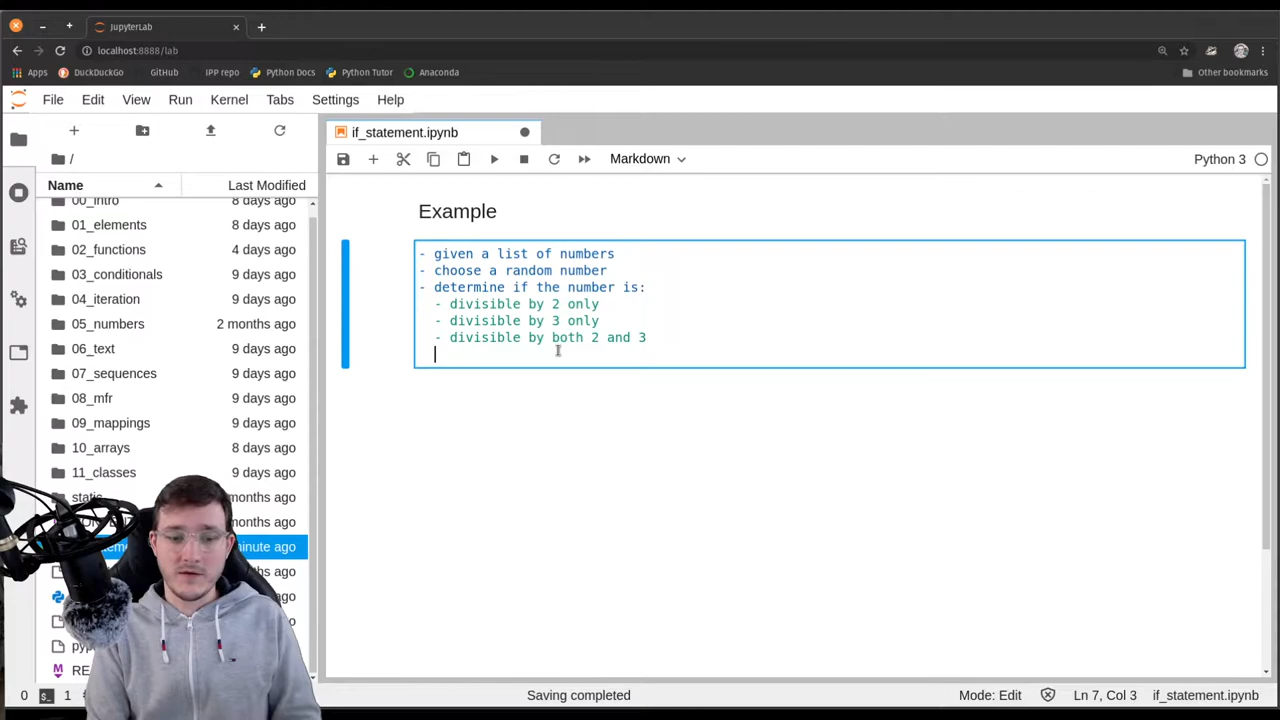 JupyterLab
localhost:8888/lab
Apps DuckDuckGo GitHub IPP repo Python Docs Python Tutor Anaconda Other bookmarks
File Edit View Run Kernel Tabs Settings Help
if_statement.ipynb
/
Markdown Python 3
Name Last Modified
00_intro 8 days ago
01_elements 8 days ago
02_functions 4 days ago
03_conditionals 9 days ago
04_iteration 9 days ago
05_numbers 2 months ago
06_text 9 days ago
07_sequences 9 days ago
08_mfr 9 days ago
09_mappings 9 days ago
10_arrays 8 days ago
11_classes 9 days ago
static months ago
months ago
minute ago
ago
ago
ago
ago
ago
Example
- given a list of numbers
- choose a random number
- determine if the number is:
- divisible by 2 only
- divisible by 3 only
- divisible by both 2 and 3
0 1 Saving completed Mode: Edit Ln 7, Col 3 if_statement.ipynb